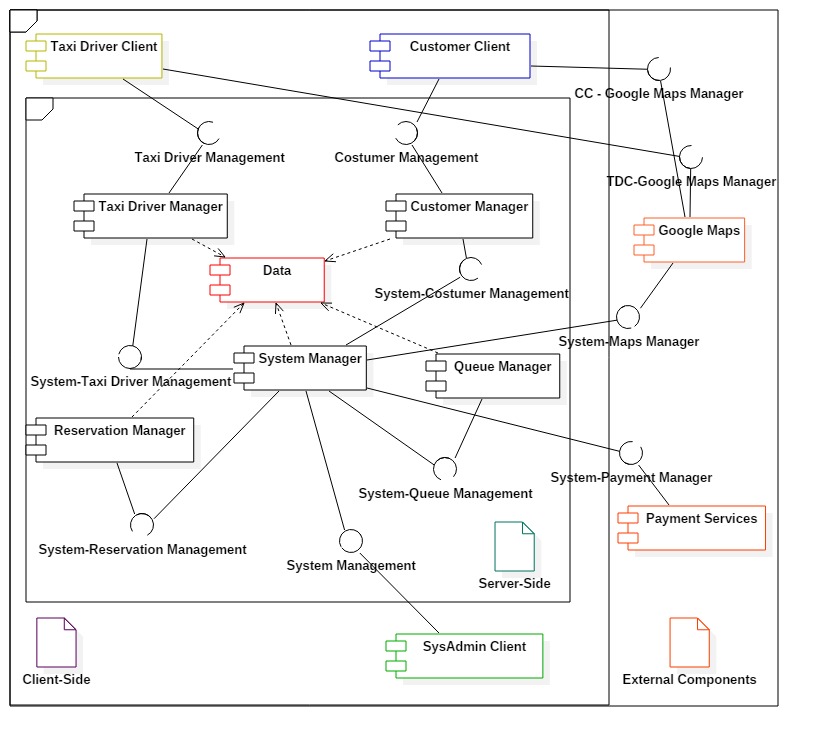 Taxi Driver Client
Customer Client
CC - Google Maps Manager
Taxi Driver Management
Costumer Management
TDC-Google Maps Manager
Taxi Driver Manager
Customer Manager
Google Maps
Data
System-Costumer Management
System-Maps Manager
System Manager
Queue Manager
System-Taxi Driver Management
Reservation Manager
System-Payment Manager
System-Queue Management
Payment Services
System-Reservation Management
System Management
Server-Side
SysAdmin Client
Client-Side
External Components